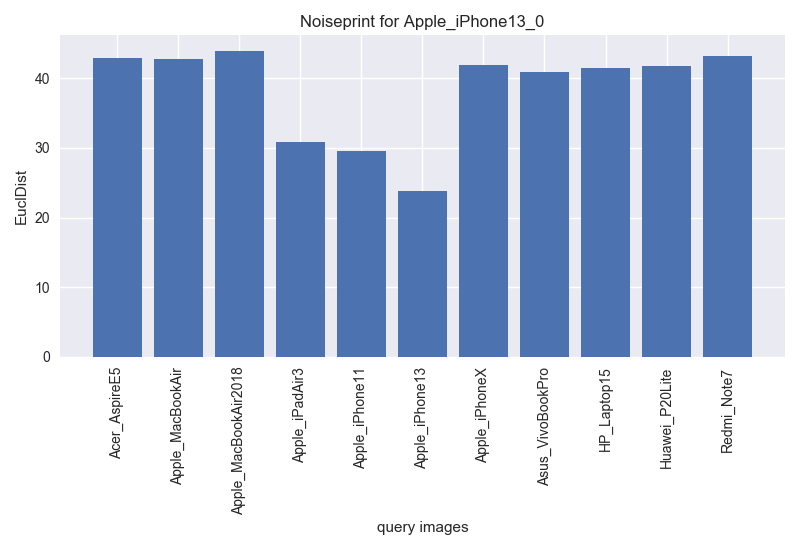 Noiseprint for Apple_iPhone13_0
EuclDist
40
30
20
10
0
Acer_AspireE5
Apple_MacBookAir
Apple_MacBookAir2018
Apple_iPadAir3
Apple_iPhone11
Apple_iPhone13
Apple_iPhoneX
Asus_VivoBookPro
HP_Laptop15
Huawei_P20Lite
Redmi_Note7
query images